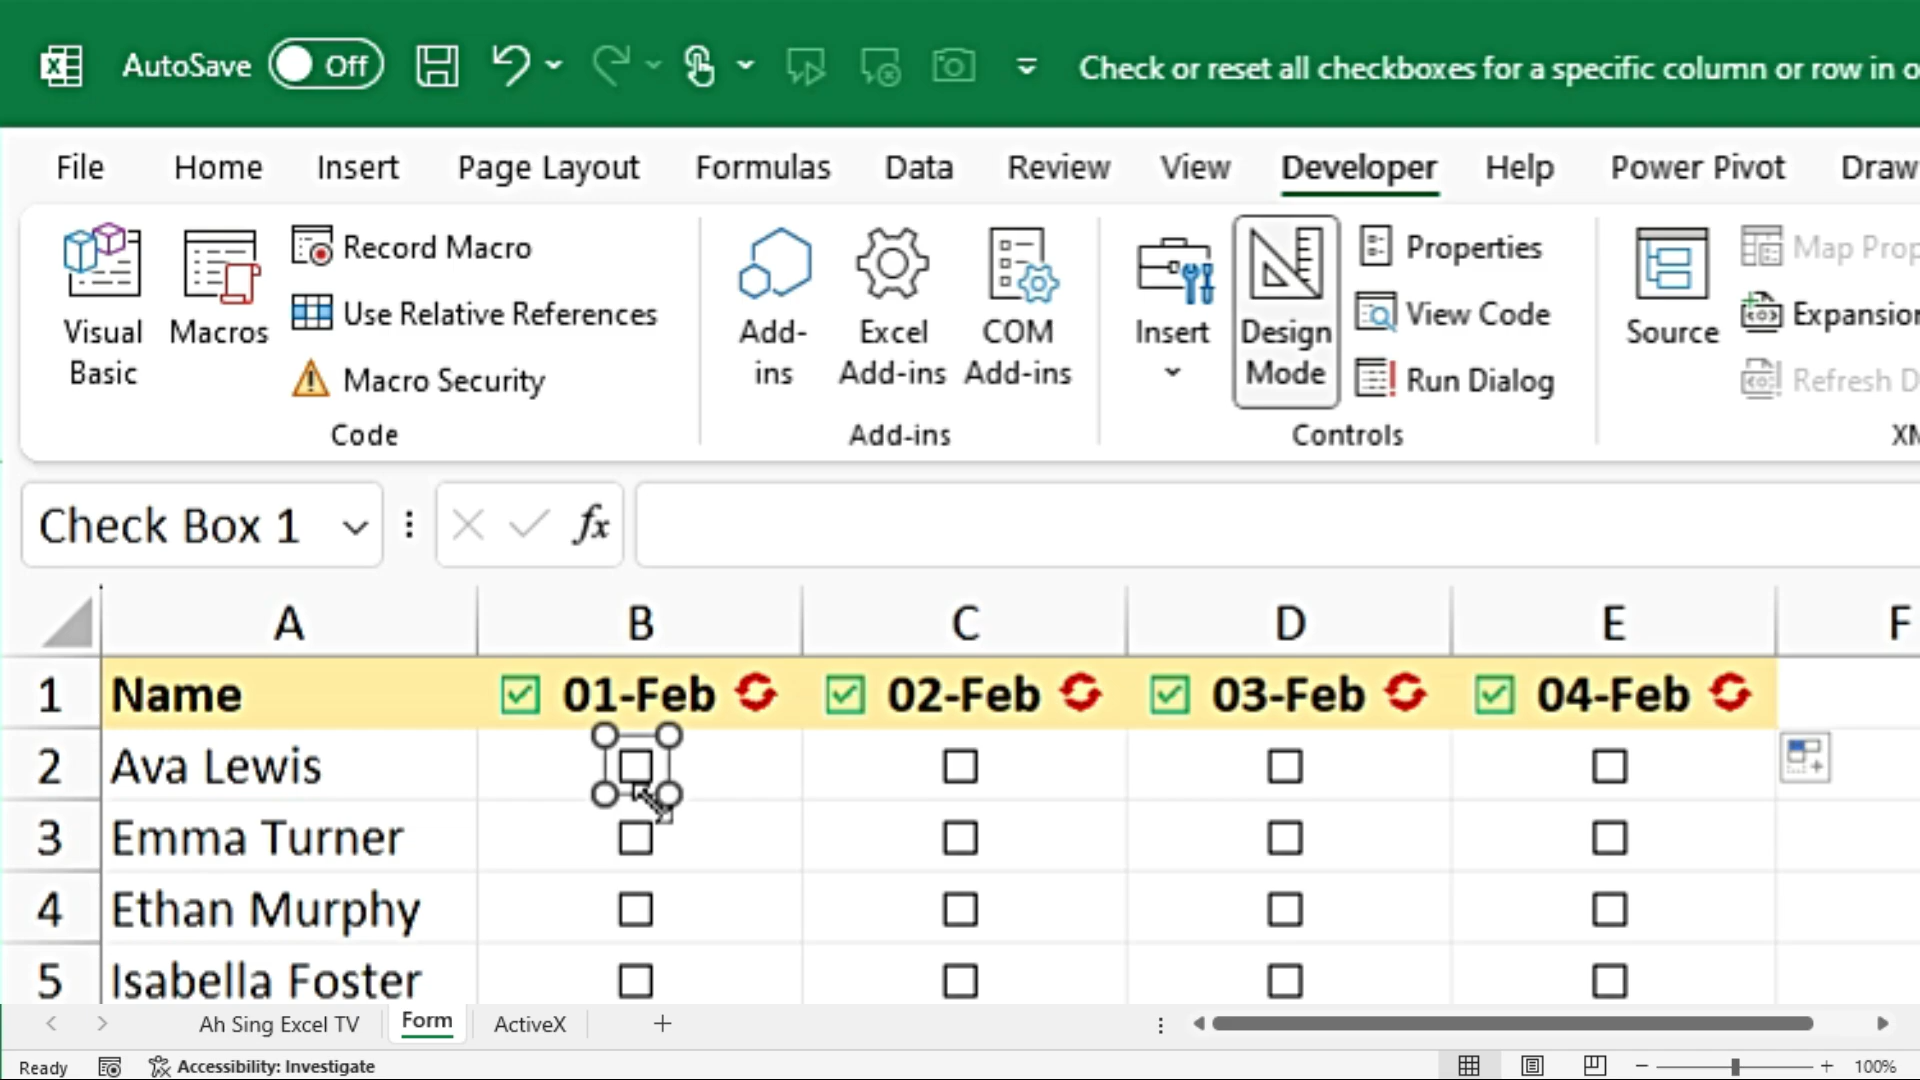 AutoSave Off Check or reset all checkboxes for a specific column or row in o
File Home Insert Page Layout Formulas Data Review View Developer Help Power Pivot Draw
Visual Basic
Macros
Record Macro
Use Relative References
Macro Security
Code
Add-ins
Excel Add-ins
COM Add-ins
Add-ins
Insert
Design Mode
Properties
View Code
Run Dialog
Controls
Source
Map Prop
Expansion
Refresh D
XM
Check Box 1 fx
A B C D E F
1 Name 01-Feb 02-Feb 03-Feb 04-Feb
2 Ava Lewis
3 Emma Turner
4 Ethan Murphy
5 Isabella Foster
Ah Sing Excel TV Form ActiveX
Ready Accessibility: Investigate 100%